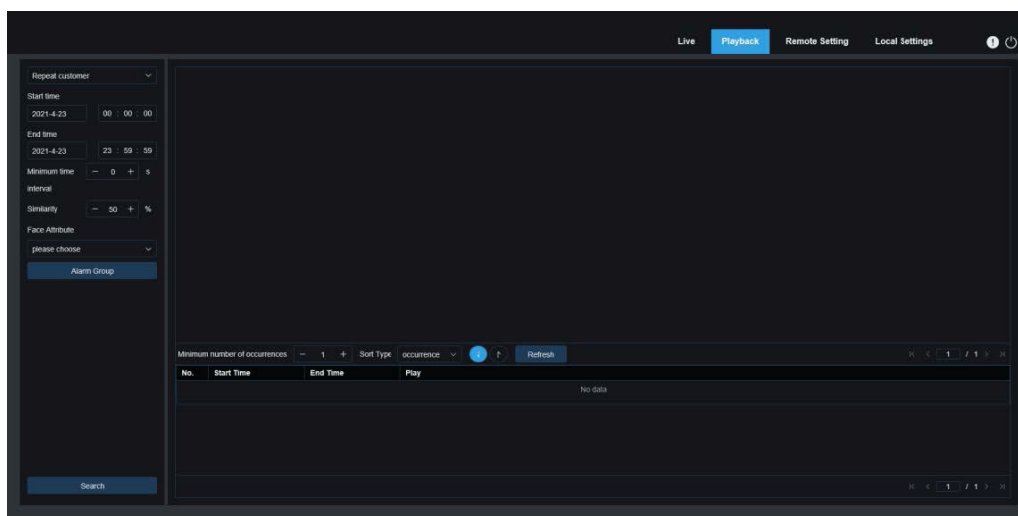 Live Playback Remote Setting Local Settings
Repeat customer
Start time
2021-4-23 00 : 00 : 00
End time
2021-4-23 23 : 59 : 59
Minimum time interval − 0 + s
Similarity − 50 + %
Face Attribute
please choose
Alarm Group
Search
Minimum number of occurrences − 1 + Sort Type occurrence Refresh 1 / 1
No. Start Time End Time Play
No data
1 / 1